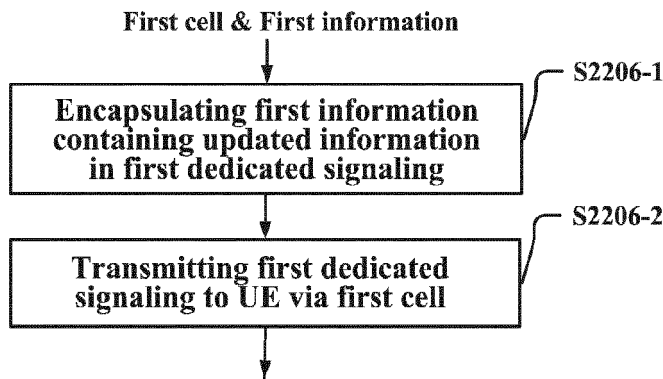 First cell & First information
S2206-1
Encapsulating first information
containing updated information
in first dedicated signaling
S2206-2
Transmitting first dedicated
signaling to UE via first cell